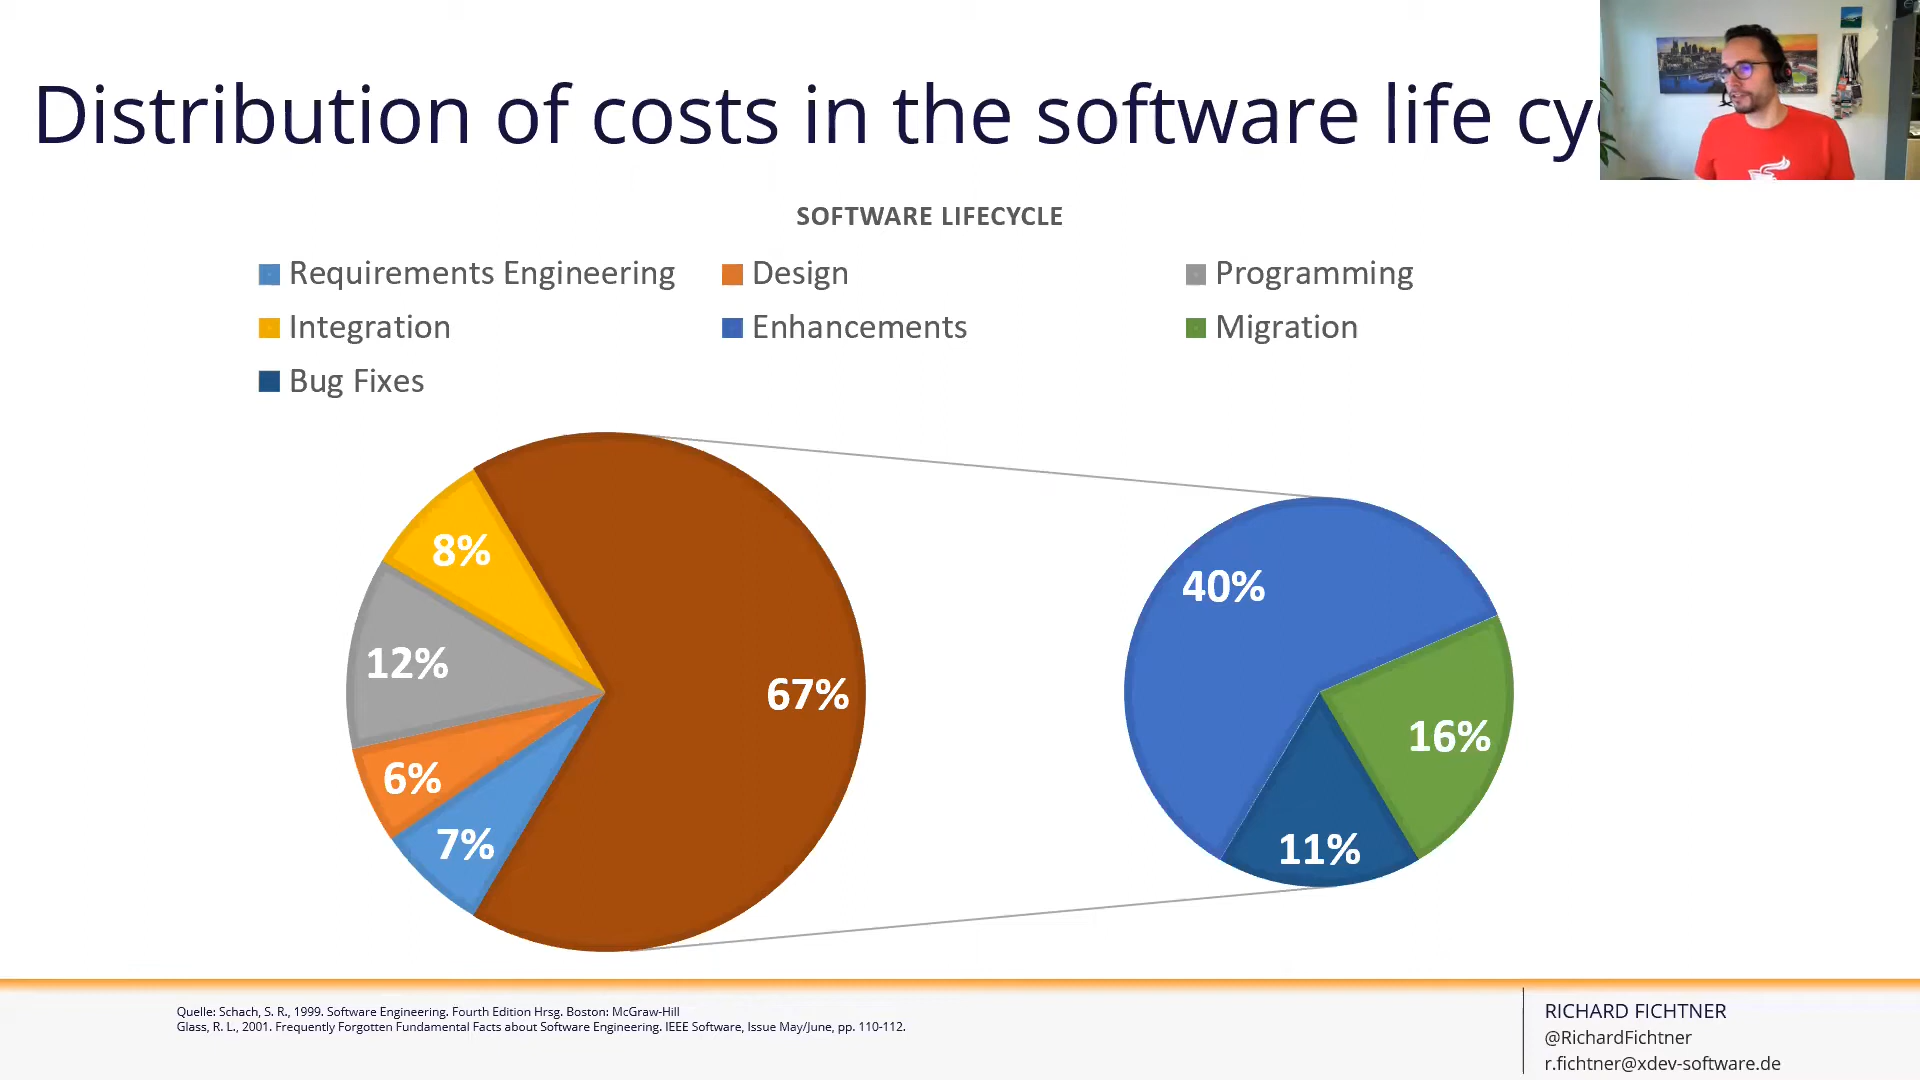 Distribution of costs in the software life cy
SOFTWARE LIFECYCLE
Requirements Engineering
Design
Programming
Integration
Enhancements
Migration
Bug Fixes
8%
12%
67%
6%
7%
40%
16%
11%
Quelle: Schach, S. R., 1999. Software Engineering. Fourth Edition Hrsg. Boston: McGraw-Hill
Glass, R. L., 2001. Frequently Forgotten Fundamental Facts about Software Engineering. IEEE Software, Issue May/June, pp. 110-112.
RICHARD FICHTNER
@RichardFichtner
r.fichtner@xdev-software.de